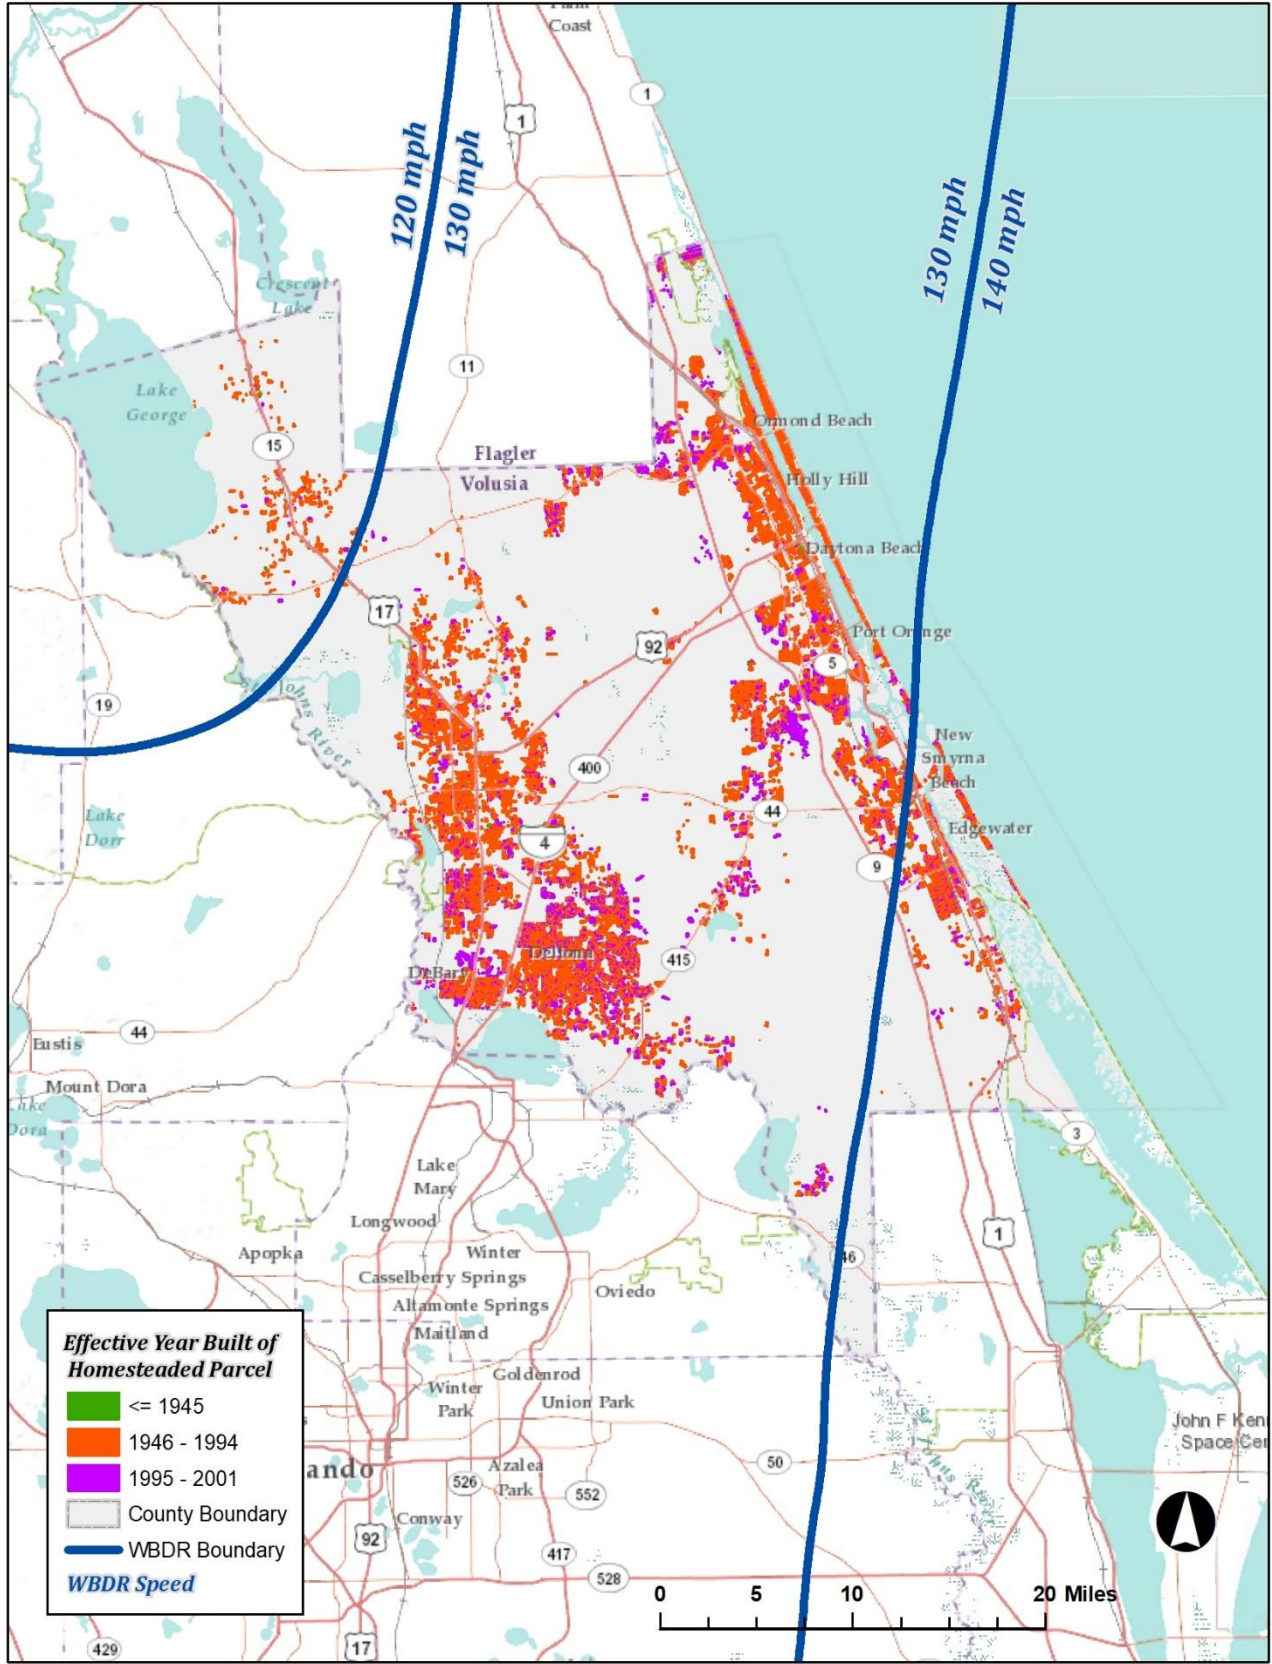 Coast
1
1
120 mph
130 mph
130 mph
140 mph
Crescent
Lake
11
Lake
George
Ormond Beach
15
Flagler
Volusia
Holly Hill
Daytona Beach
17
Port Orange
92
5
St Johns River
19
New
Smyrna
Beach
400
Lake
Dorr
44
Edgewater
4
9
Deltona
415
DeBary
44
Eustis
Mount Dora
Lake
Dora
3
Lake
Mary
Longwood
1
Apopka
Winter
46
Casselberry Springs
Oviedo
Altamonte Springs
Maitland
Goldenrod
Winter
Park
Union Park
John F Ken
Space Cen
ando
Azalea
Park
50
526
552
Conway
92
417
528
429
17
Effective Year Built of
Homesteaded Parcel
<= 1945
1946 - 1994
1995 - 2001
County Boundary
WBDR Boundary
WBDR Speed
0 5 10 20 Miles